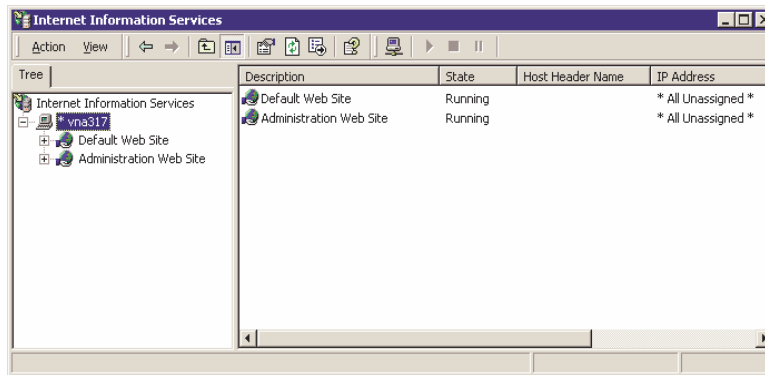 Internet Information Services
Action View
Tree
Description State Host Header Name IP Address
Internet Information Services
* vna317
Default Web Site
Administration Web Site
Default Web Site Running * All Unassigned *
Administration Web Site Running * All Unassigned *